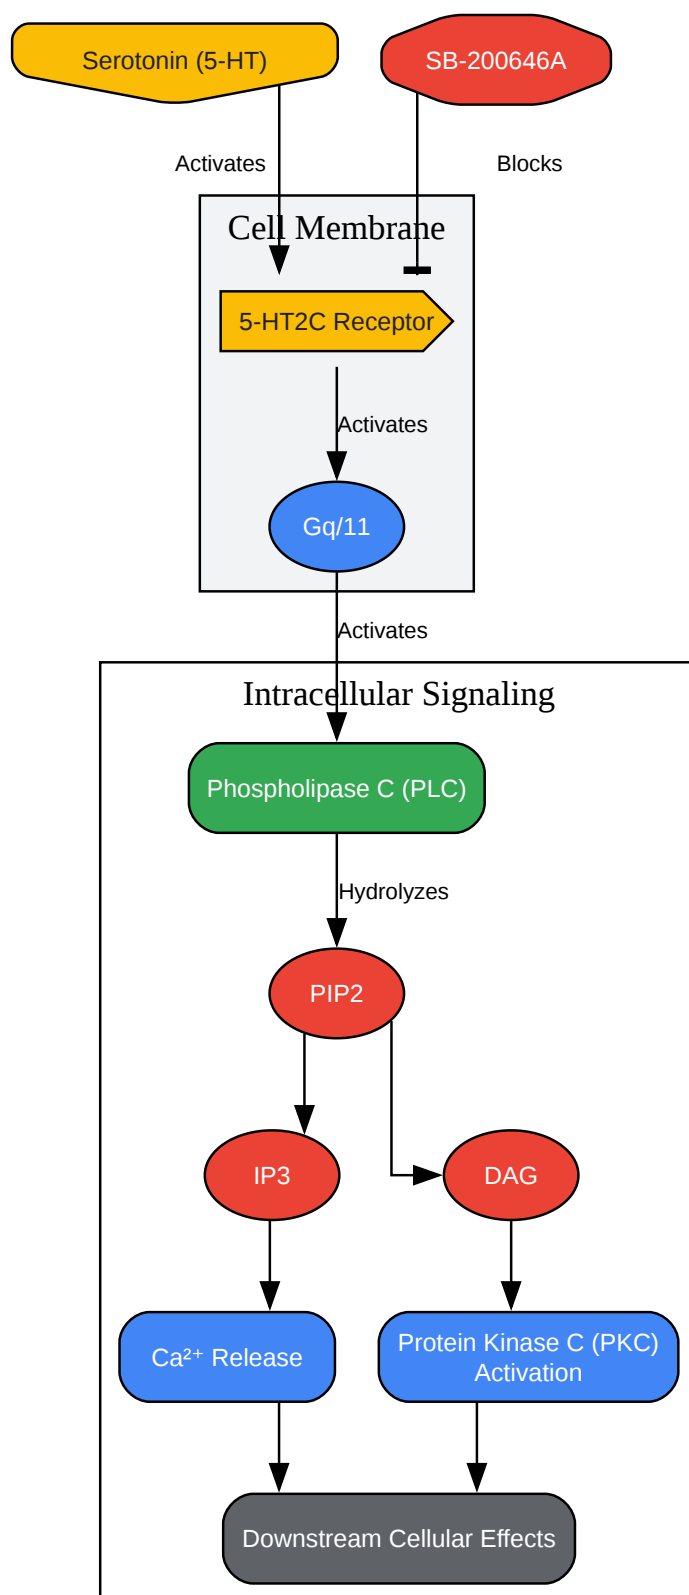 Serotonin (5-HT)
SB-200646A
Activates
Blocks
Cell Membrane
5-HT2C Receptor
Activates
Gq/11
Activates
Intracellular Signaling
Phospholipase C (PLC)
Hydrolyzes
PIP2
IP3
DAG
Ca²⁺ Release
Protein Kinase C (PKC)
Activation
Downstream Cellular Effects